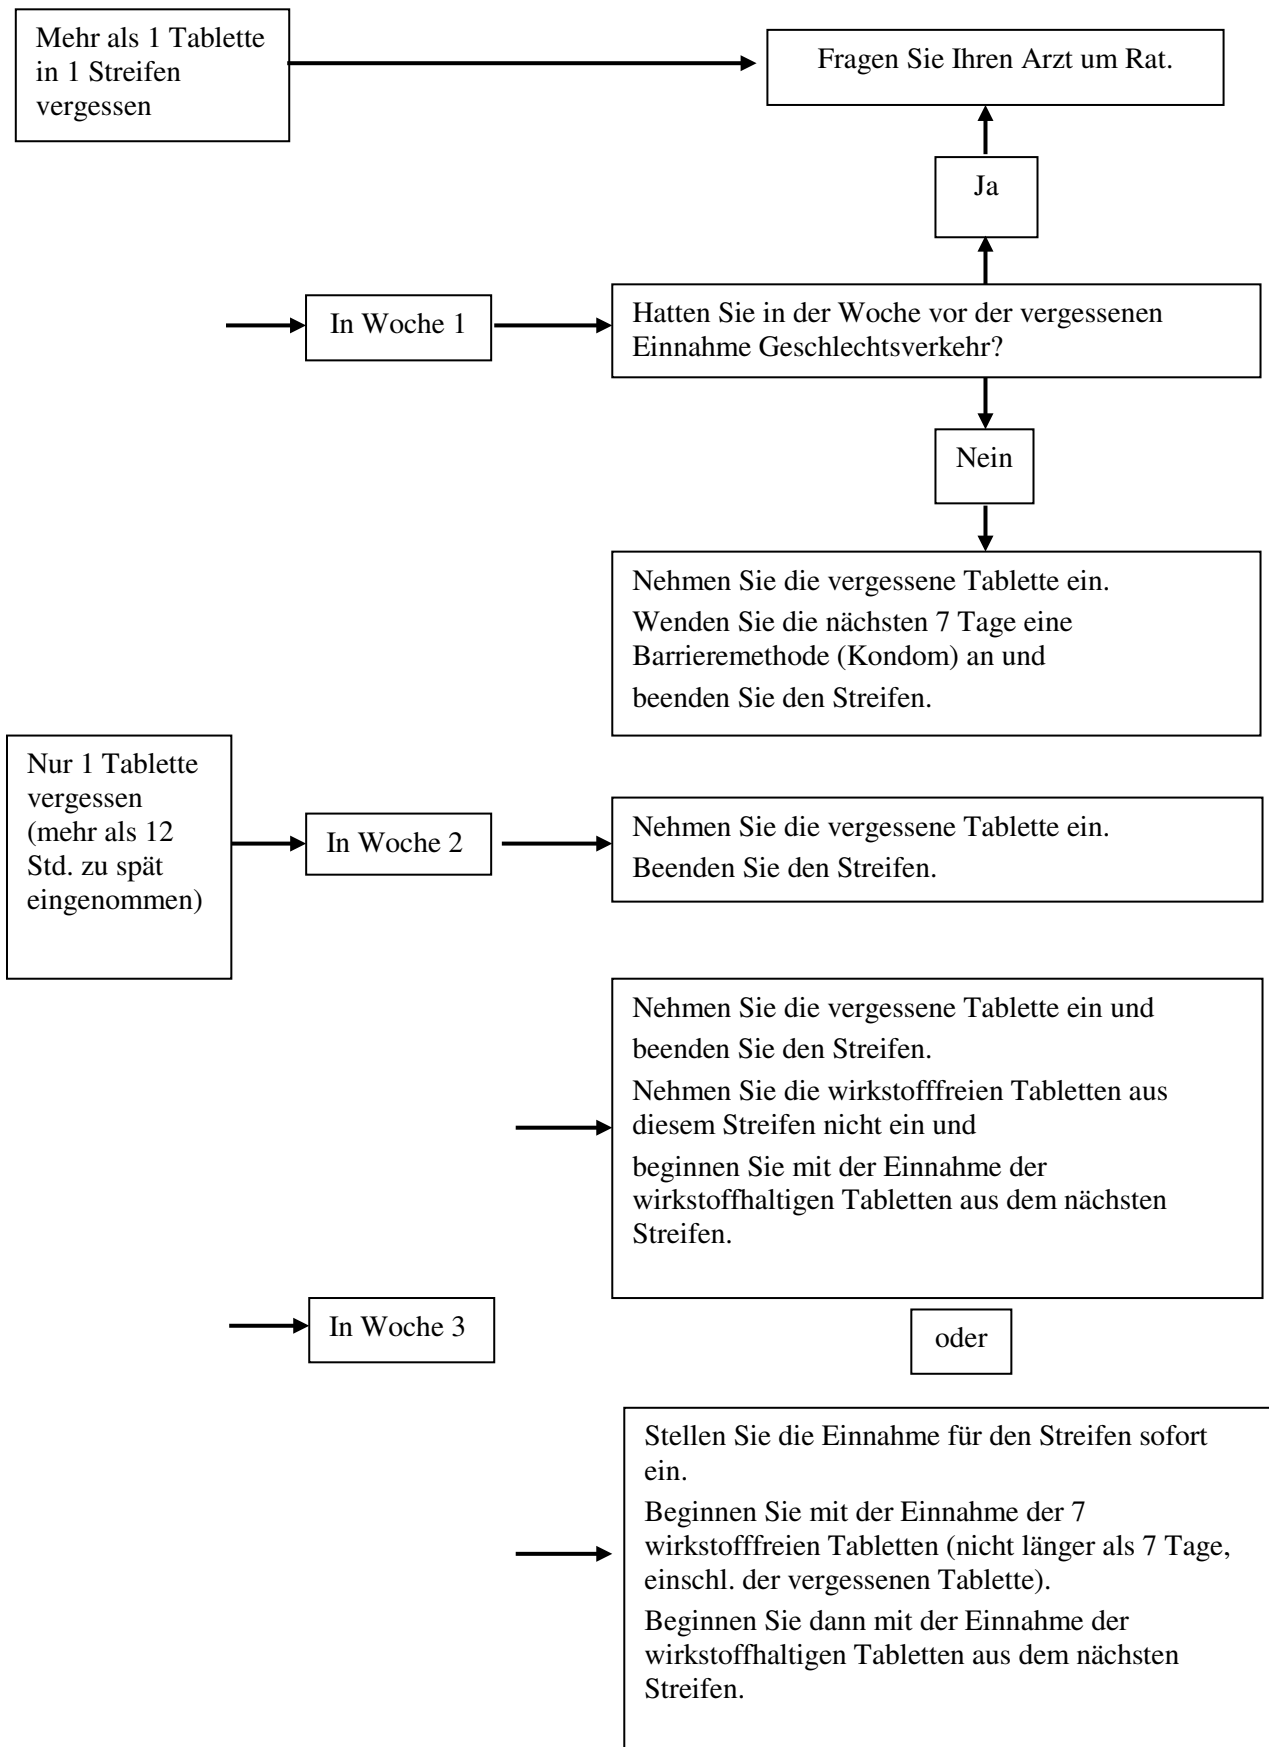 Mehr als 1 Tablette
in 1 Streifen
vergessen
Fragen Sie Ihren Arzt um Rat.
Ja
In Woche 1
Hatten Sie in der Woche vor der vergessenen
Einnahme Geschlechtsverkehr?
Nein
Nehmen Sie die vergessene Tablette ein.
Wenden Sie die nächsten 7 Tage eine
Barrieremethode (Kondom) an und
beenden Sie den Streifen.
Nur 1 Tablette
vergessen
(mehr als 12
Std. zu spät
eingenommen)
In Woche 2
Nehmen Sie die vergessene Tablette ein.
Beenden Sie den Streifen.
Nehmen Sie die vergessene Tablette ein und
beenden Sie den Streifen.
Nehmen Sie die wirkstofffreien Tabletten aus
diesem Streifen nicht ein und
beginnen Sie mit der Einnahme der
wirkstoffhaltigen Tabletten aus dem nächsten
Streifen.
In Woche 3
oder
Stellen Sie die Einnahme für den Streifen sofort
ein.
Beginnen Sie mit der Einnahme der 7
wirkstofffreien Tabletten (nicht länger als 7 Tage,
einschl. der vergessenen Tablette).
Beginnen Sie dann mit der Einnahme der
wirkstoffhaltigen Tabletten aus dem nächsten
Streifen.